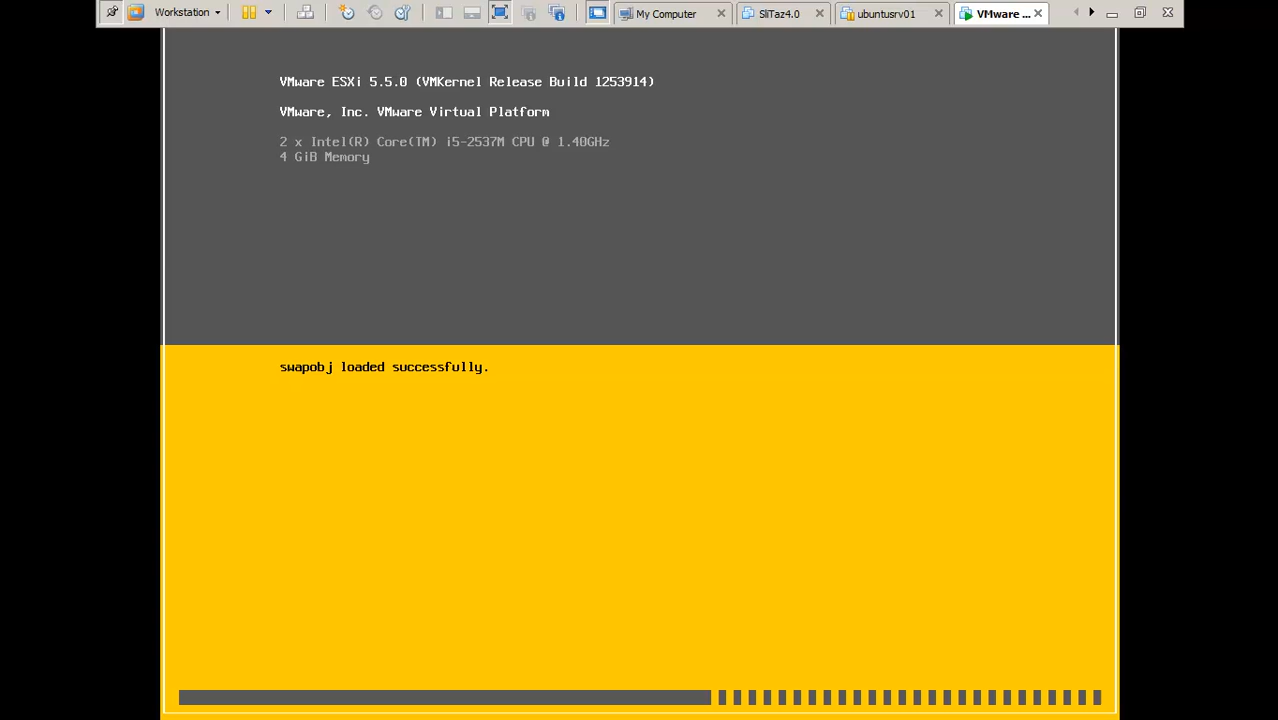 Workstation
My Computer
SliTaz4.0
ubuntusrv01
VMware ...
VMware ESXi 5.5.0 (VMKernel Release Build 1253914)
VMware, Inc. VMware Virtual Platform
2 x Intel(R) Core(TM) i5-2537M CPU @ 1.40GHz
4 GiB Memory
swapobj loaded successfully.